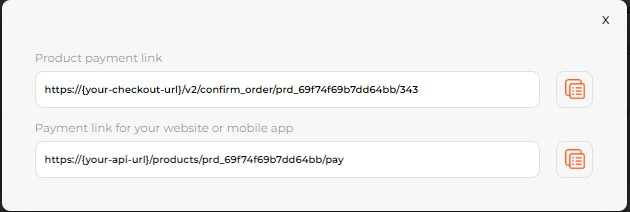 x
Product payment link
https://{your-checkout-url}/v2/confirm_order/prd_69f74f69b7dd64bb/343
Payment link for your website or mobile app
https://{your-api-url}/products/prd_69f74f69b7dd64bb/pay